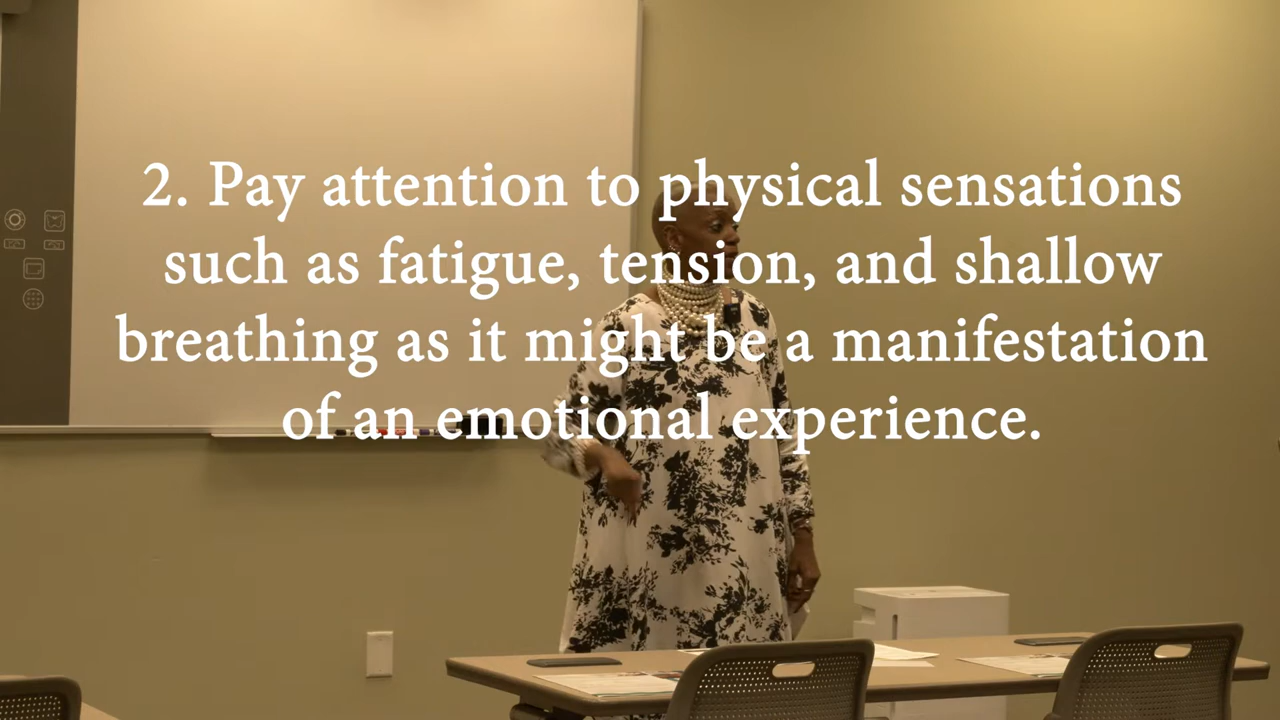 2. Pay attention to physical sensations
such as fatigue, tension, and shallow
breathing as it might be a manifestation
of an emotional experience.